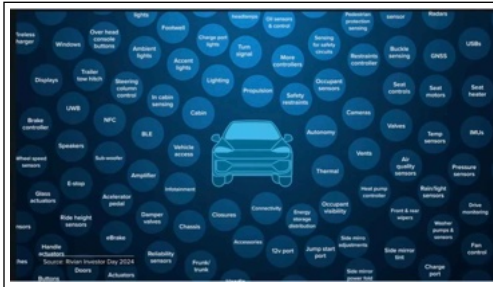 lights
Headlamps
Oil sensors
& control
Pedestrian
protection
sensing
sensor
Radars
Wireless
charger
Windows
Over head
console
buttons
Footwell
Charge port
lights
Turn
signal
Sensing
for safety
circuits
Restraints
controller
Buckle
sensing
GNSS
USBs
Ambient
lights
Accent
lights
More
controllers
Displays
Trailer
tow hitch
Steering
column
control
In cabin
sensing
Lighting
Propulsion
Safety
restraints
Occupant
sensors
Seat
controls
Seat
motors
Seat
heater
UWB
NFC
Cabin
Cameras
Valves
Brake
controller
BLE
Autonomy
Temp
sensors
IMUs
Speakers
Sub-woofer
Vehicle
access
Vents
Air
quality
sensors
Pressure
sensors
Wheel speed
sensors
E-stop
Amplifier
Infotainment
Thermal
Heat pump
controller
Rain/light
sensors
Glass
actuators
Accelerator
pedal
Damper
valves
Closures
Connectivity
Energy
storage
distribution
Occupant
visibility
Front & rear
wipers
Drive
monitoring
Ride height
sensors
Chassis
Washer
pumps &
sensors
Handle
actuators
eBrake
Accessories
12v port
Jump start
port
Side mirro
adjustments
Side mirror
tint
Fan
control
Source: Rivian Investor Day 2024
Reliability
sensors
Frunk/
trunk
Charge
port
Buttons
Doors
Actuators
Side mirror
power fold